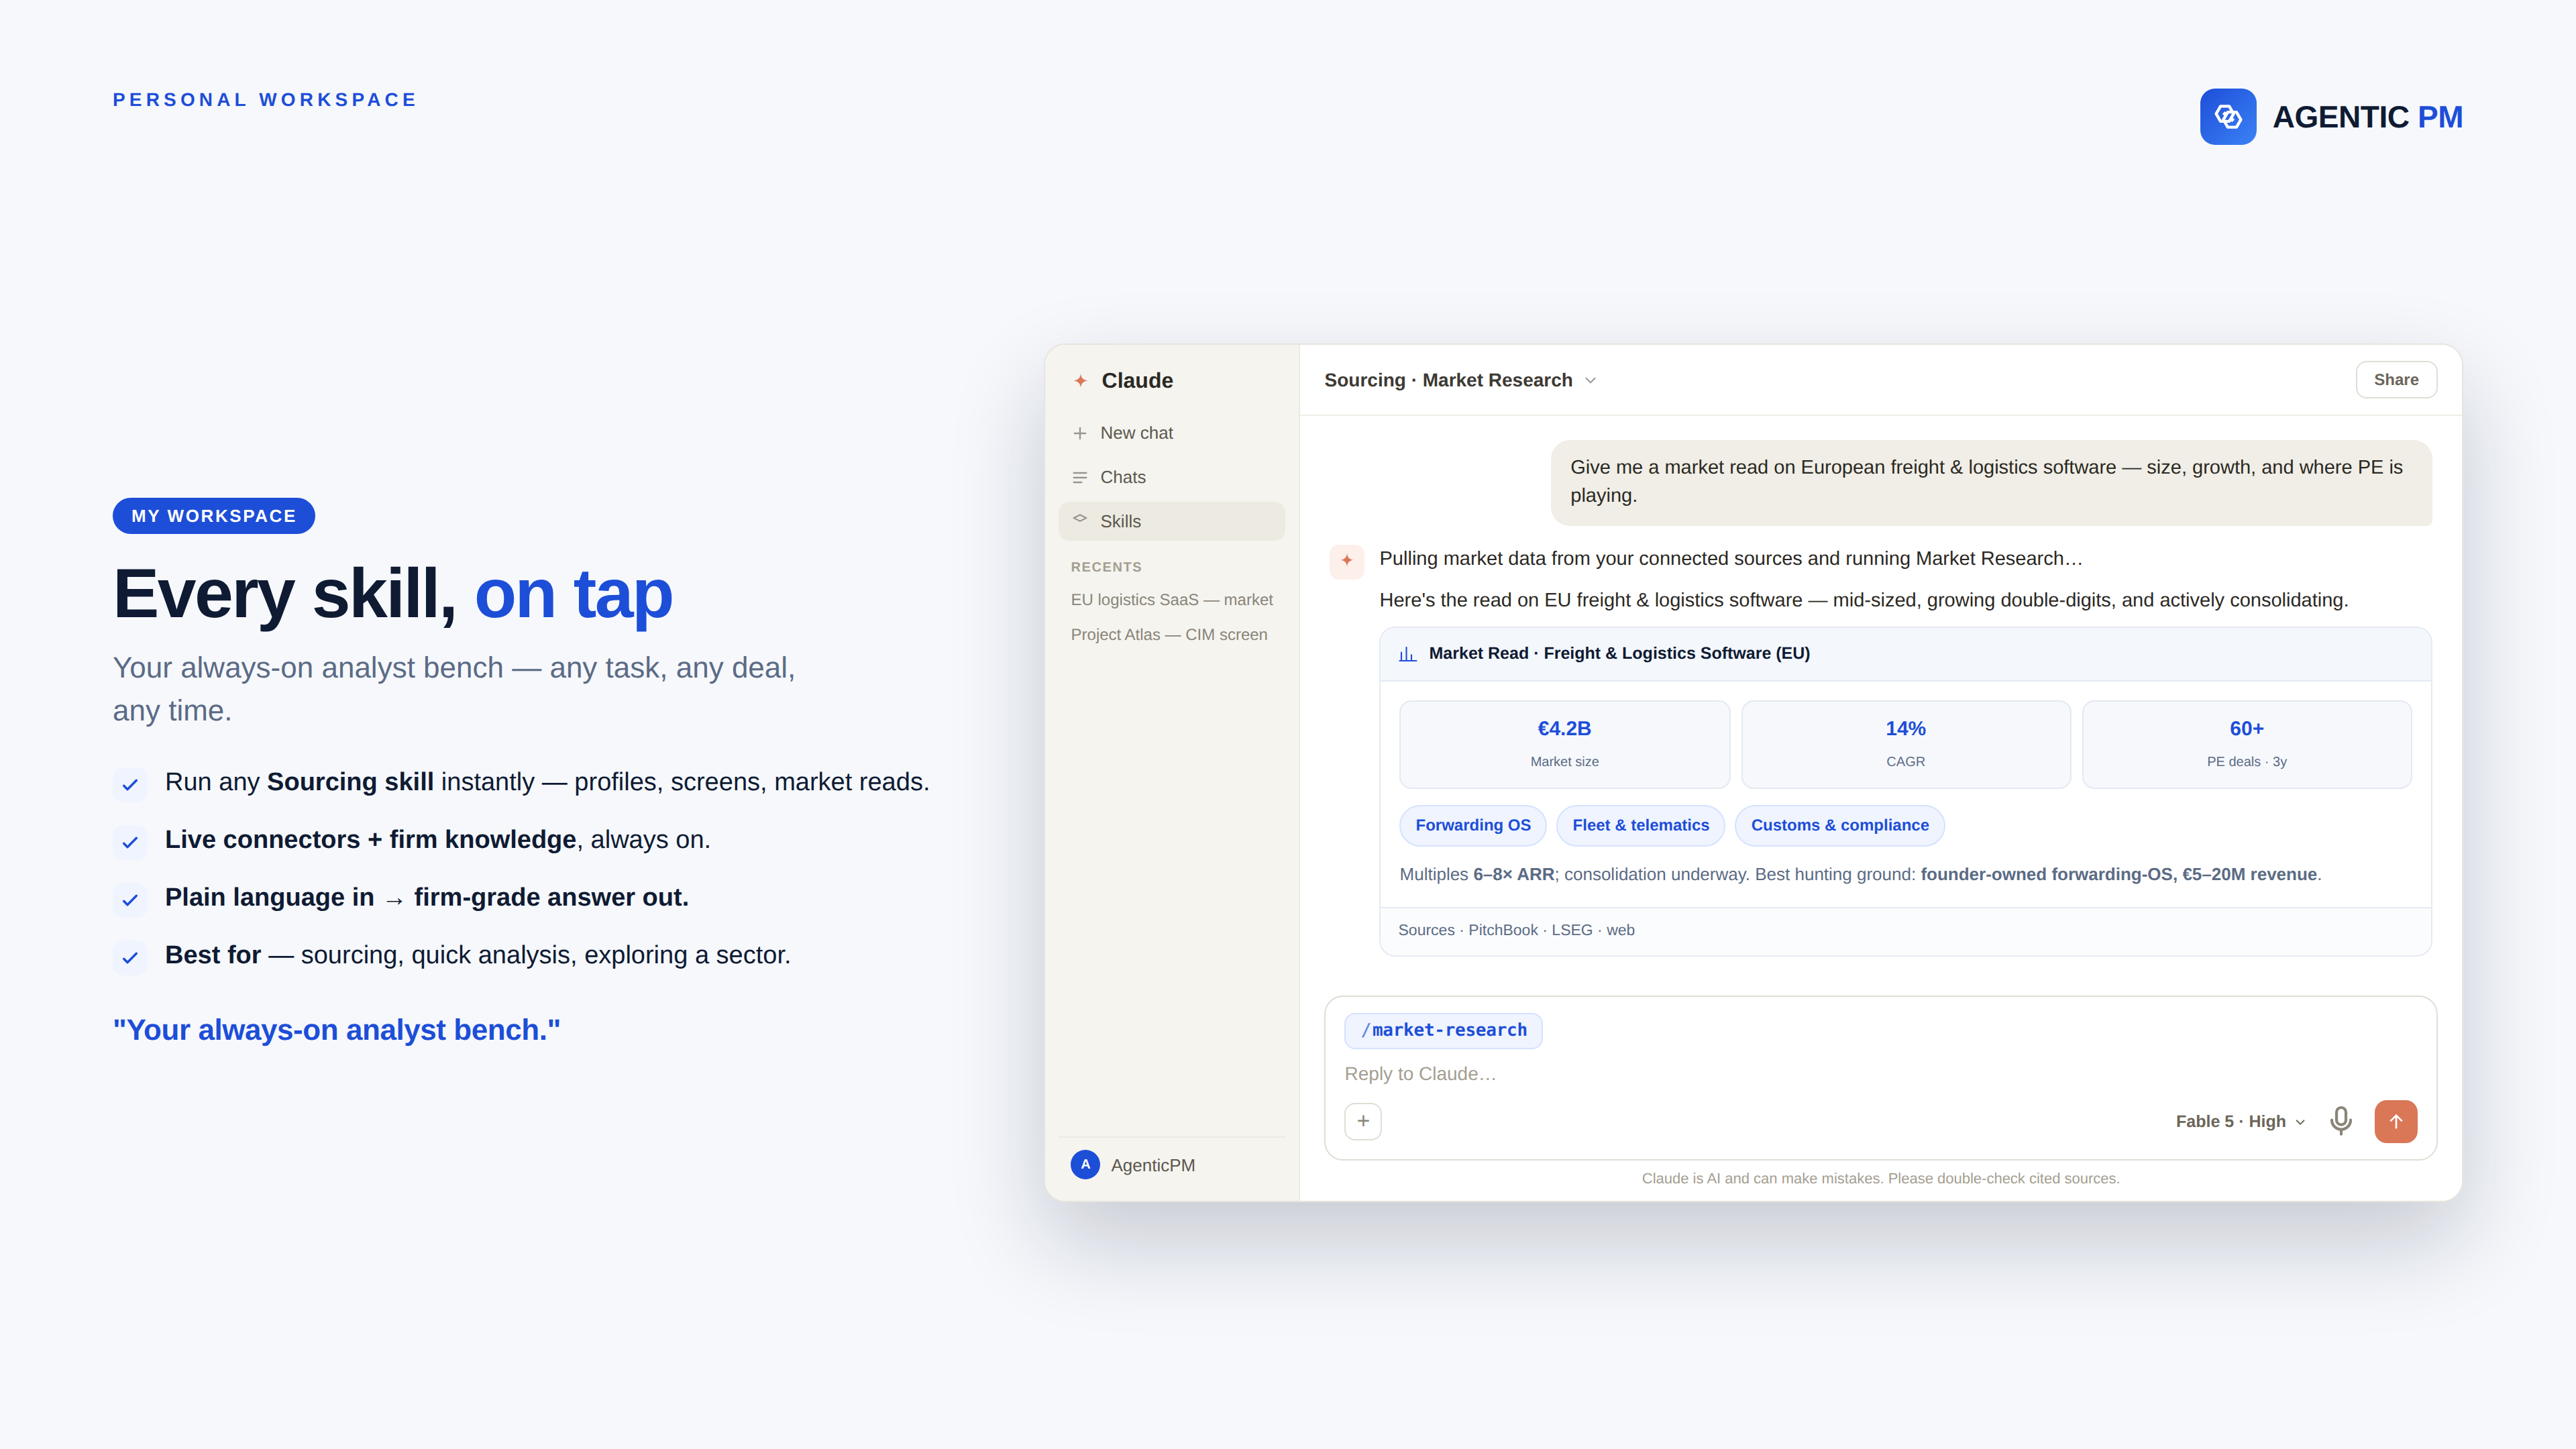 PERSONAL WORKSPACE
AGENTIC PM
MY WORKSPACE
Every skill, on tap
Your always-on analyst bench — any task, any deal,
any time.
Run any Sourcing skill instantly — profiles, screens, market reads.
Live connectors + firm knowledge, always on.
Plain language in → firm-grade answer out.
Best for — sourcing, quick analysis, exploring a sector.
"Your always-on analyst bench."
Claude
New chat
Chats
Skills
RECENTS
EU logistics SaaS — market
Project Atlas — CIM screen
A AgenticPM
Sourcing · Market Research
Share
Give me a market read on European freight & logistics software — size, growth, and where PE is
playing.
Pulling market data from your connected sources and running Market Research…
Here's the read on EU freight & logistics software — mid-sized, growing double-digits, and actively consolidating.
Market Read · Freight & Logistics Software (EU)
€4.2B
Market size
14%
CAGR
60+
PE deals · 3y
Forwarding OS
Fleet & telematics
Customs & compliance
Multiples 6–8× ARR; consolidation underway. Best hunting ground: founder-owned forwarding-OS, €5–20M revenue.
Sources · PitchBook · LSEG · web
/market-research
Reply to Claude…
Fable 5 · High
Claude is AI and can make mistakes. Please double-check cited sources.